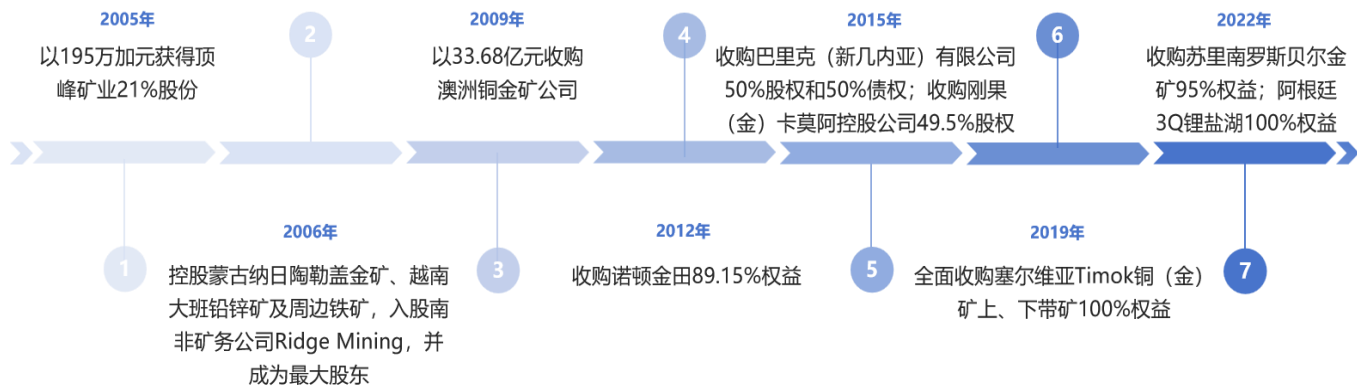 2005年
以195万加元获得顶
峰矿业21%股份
1
2
2006年
控股蒙古纳日陶勒盖金矿、越南
大班铅锌矿及周边铁矿，入股南
非矿务公司Ridge Mining，并
成为最大股东
2009年
以33.68亿元收购
澳洲铜金矿公司
3
4
2012年
收购诺顿金田89.15%权益
2015年
收购巴里克（新几内亚）有限公司
50%股权和50%债权；收购刚果
（金）卡莫阿控股公司49.5%股权
5
6
2019年
全面收购塞尔维亚Timok铜（金）
矿上、下带矿100%权益
2022年
收购苏里南罗斯贝尔金
矿95%权益；阿根廷
3Q锂盐湖100%权益
7